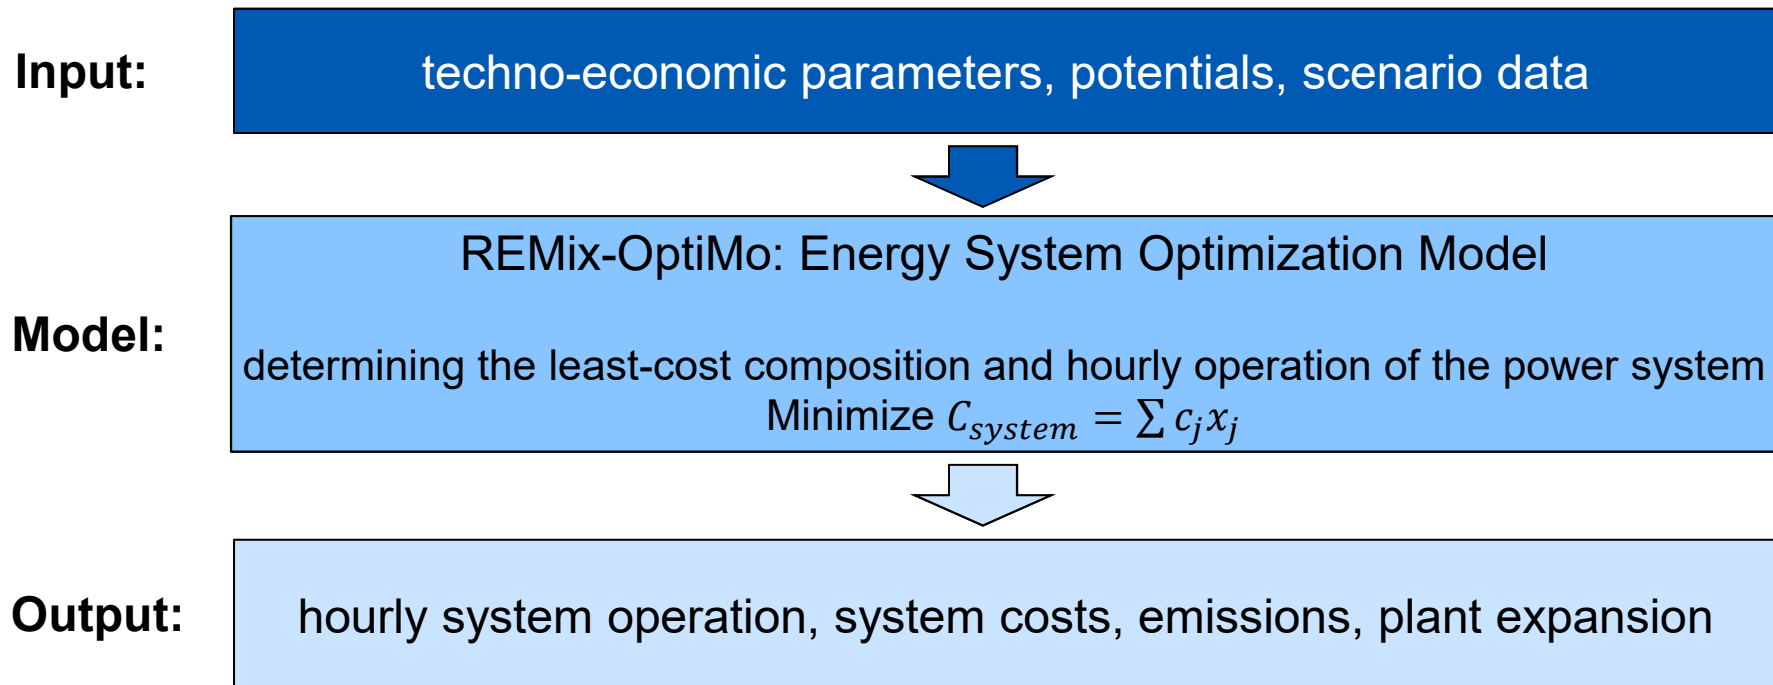 Input:
techno-economic parameters, potentials, scenario data
Model:
REMix-OptiMo: Energy System Optimization Model
determining the least-cost composition and hourly operation of the power system
Minimize C_{system} = ∑ c_j x_j
Output:
hourly system operation, system costs, emissions, plant expansion